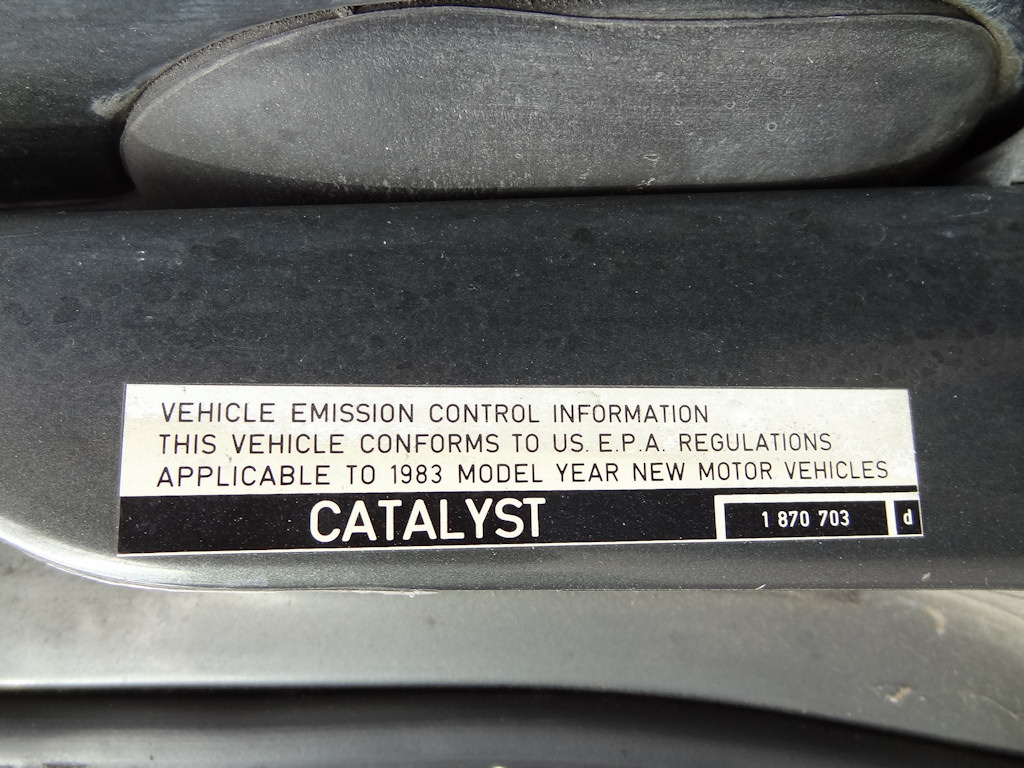 VEHICLE EMISSION CONTROL INFORMATION
THIS VEHICLE CONFORMS TO US. E.P.A. REGULATIONS
APPLICABLE TO 1983 MODEL YEAR NEW MOTOR VEHICLES
CATALYST 1 870 703 d